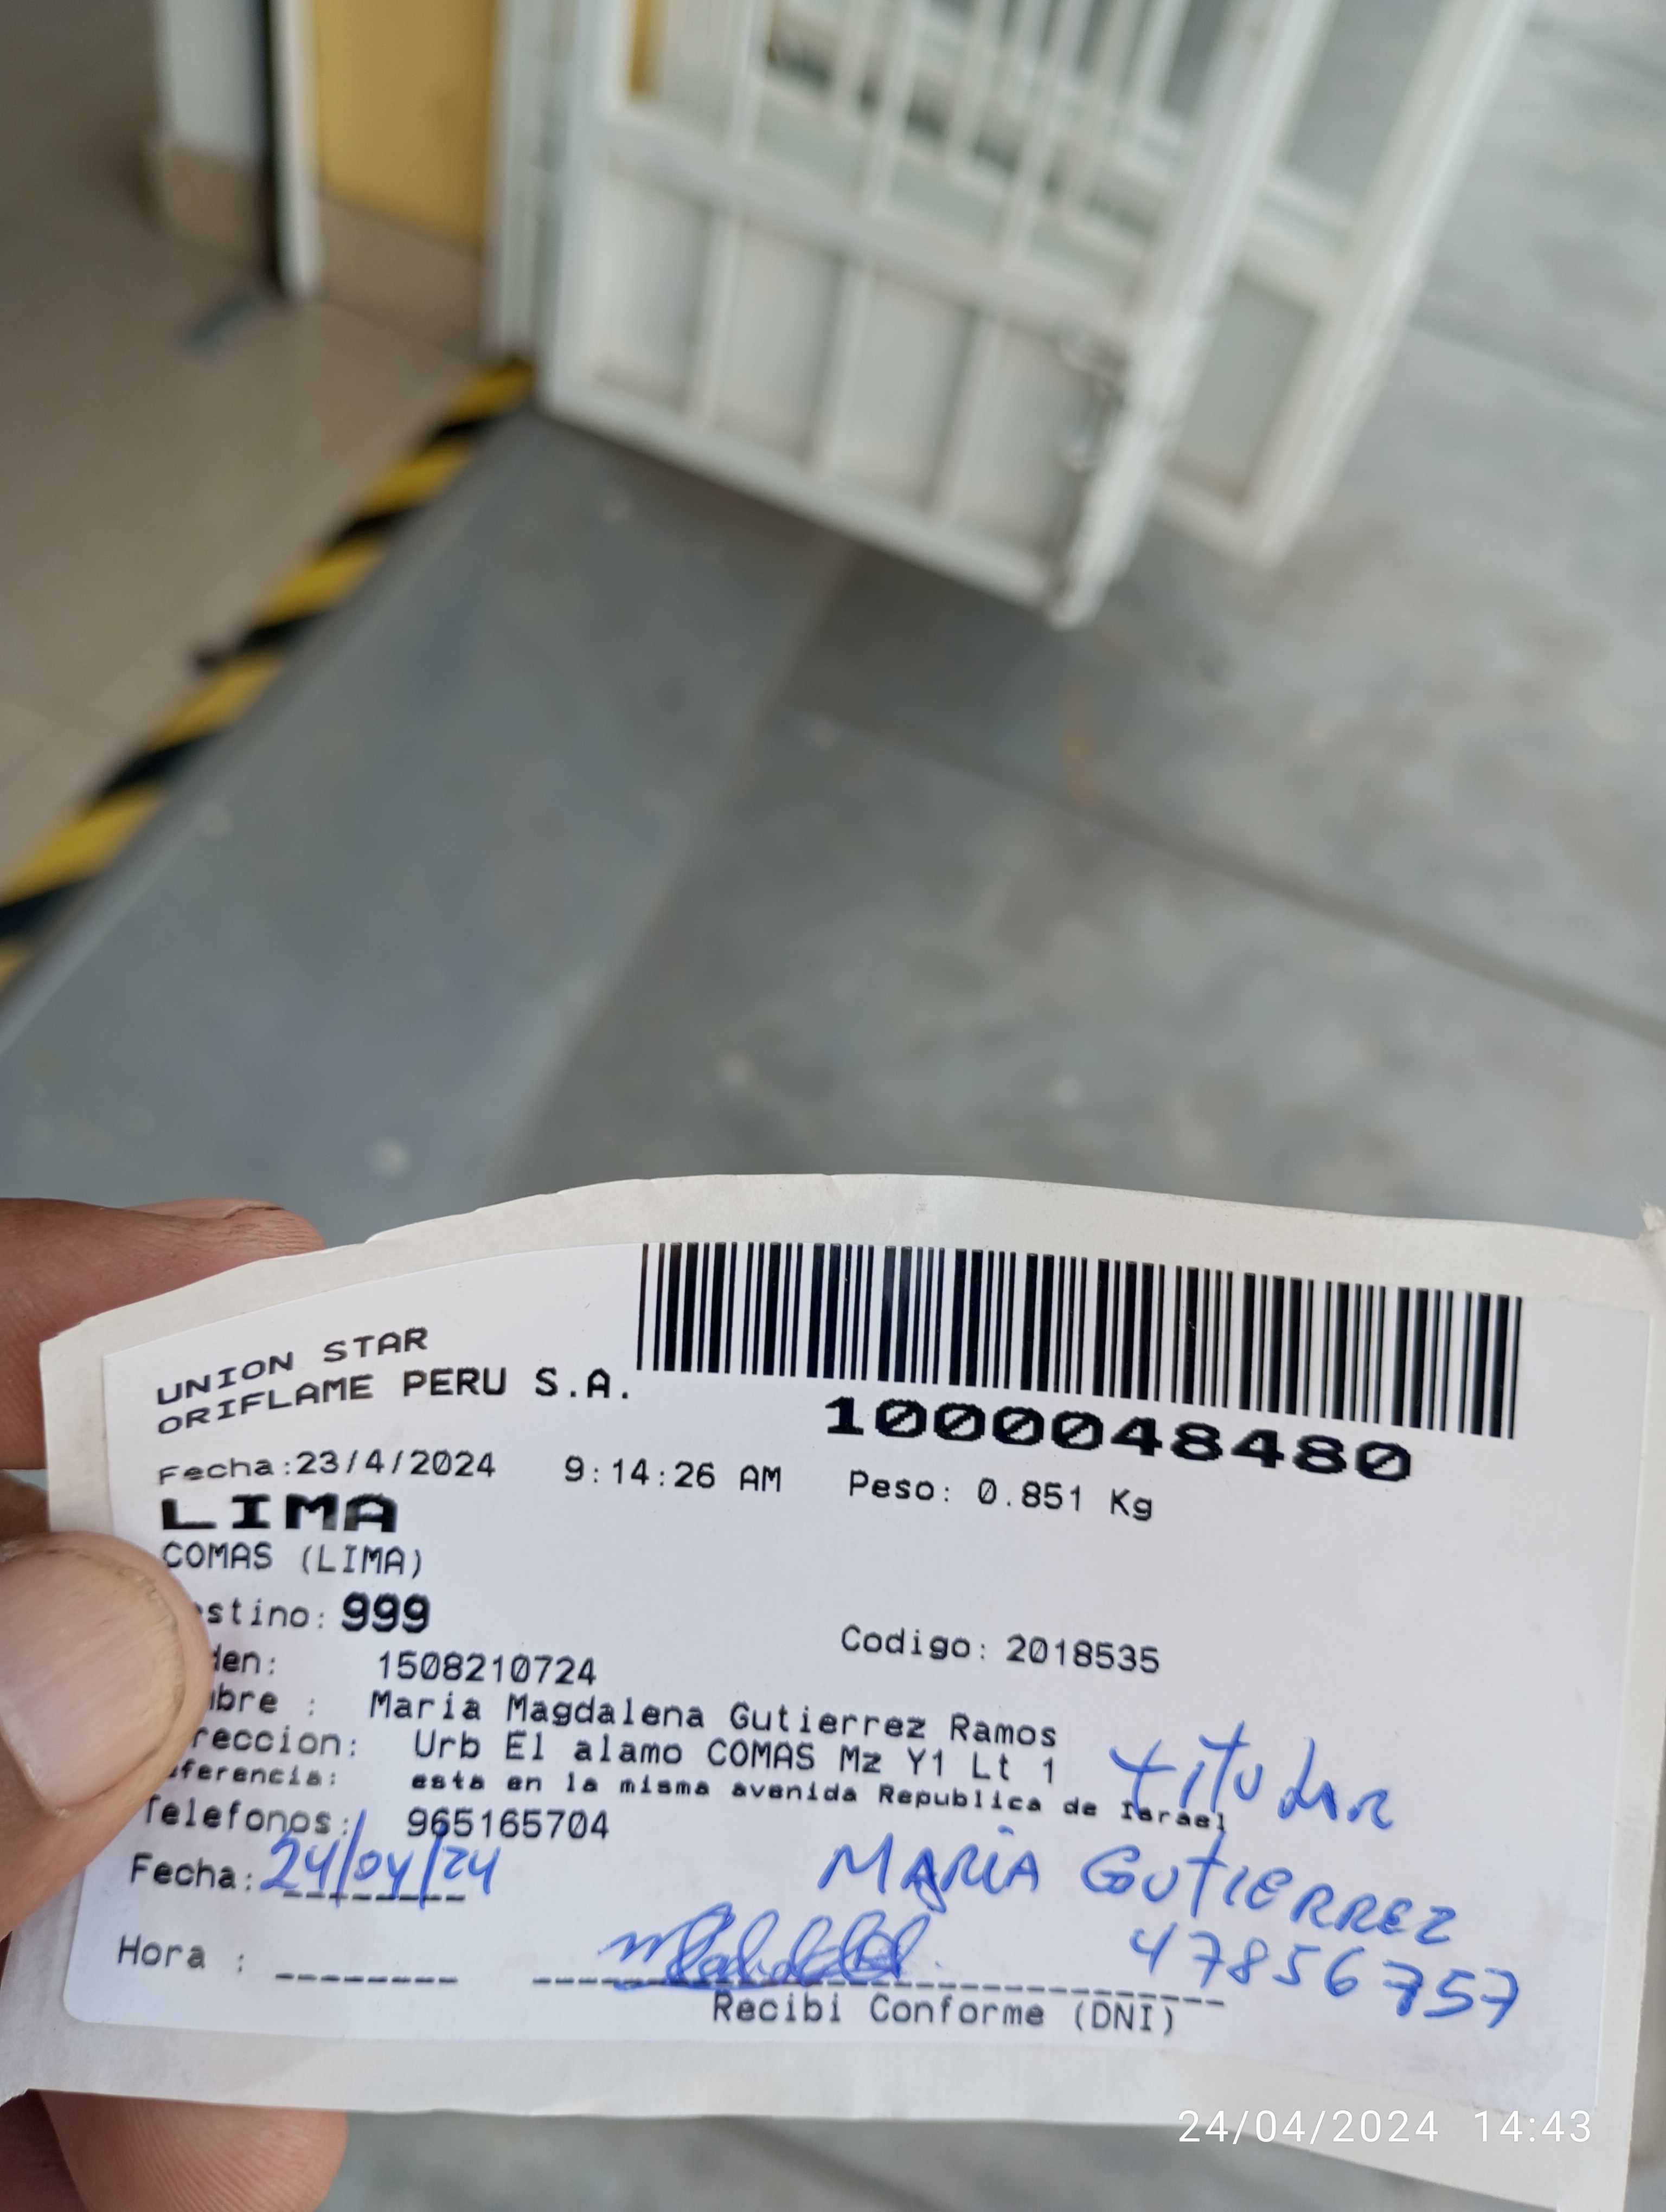 UNION STAR
ORIFLAME PERU S.A.
1000048480
Fecha:23/4/2024 9:14:26 AM Peso: 0.851 Kg
LIMA
COMAS (LIMA)
estino: 999
Codigo: 2018535
den: 1508210724
bre : Maria Magdalena Gutierrez Ramos
reccion: Urb El alamo COMAS Mz Y1 Lt 1
ferencia: esta en la misma avenida Republica de Israel
titular
Telefonos: 965165704
Fecha: 24/04/24
MARIA GUTIERREZ
47856757
Hora :
Recibi Conforme (DNI)
24/04/2024 14:43